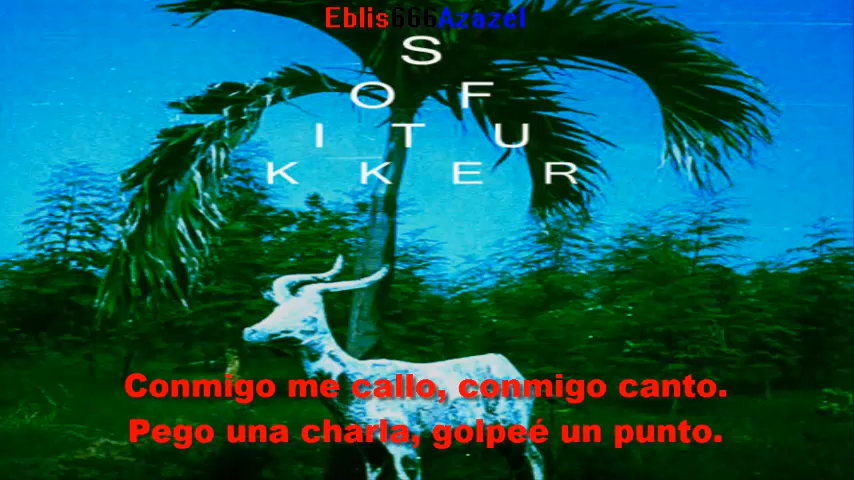 Eblis666Azazel
S
O F
I T U
K K E R
Conmigo me callo, conmigo canto.
Pego una charla, golpeé un punto.